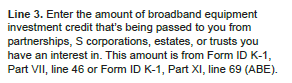 Line 3. Enter the amount of broadband equipment
investment credit that's being passed to you from
partnerships, S corporations, estates, or trusts you
have an interest in. This amount is from Form ID K-1,
Part VII, line 46 or Form ID K-1, Part XI, line 69 (ABE).